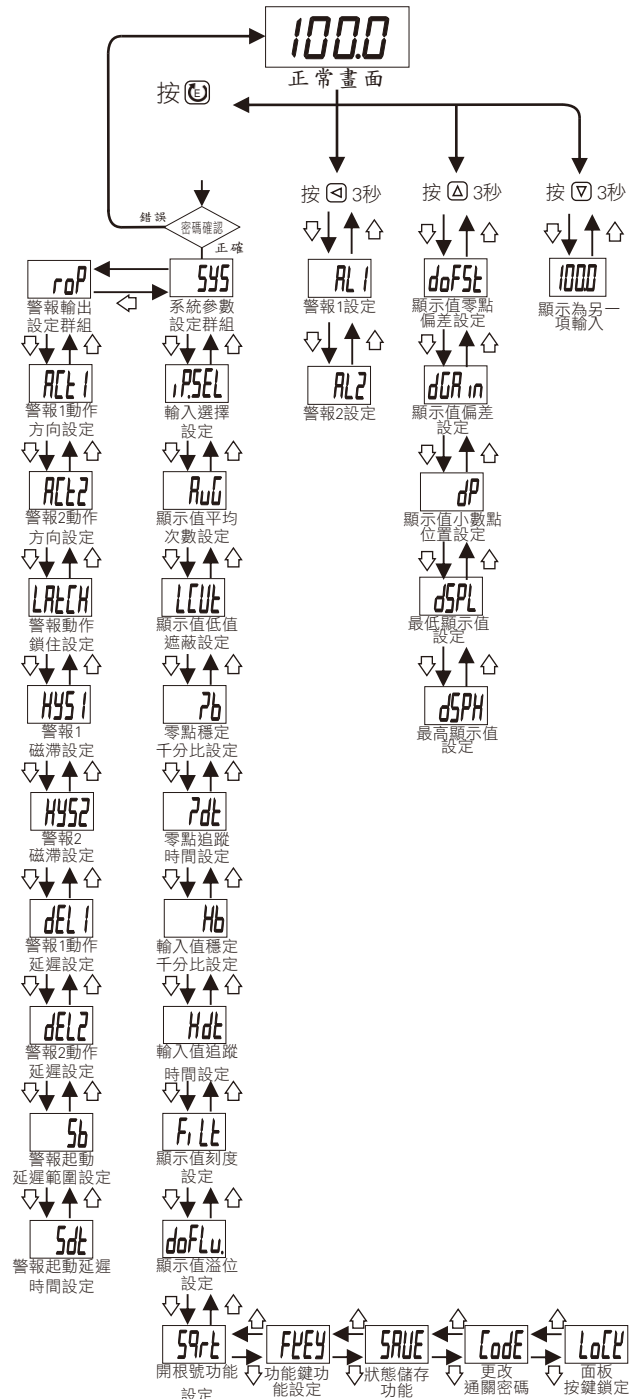 100.0
正常畫面
按 E
按 3秒
按 3秒
按 3秒
錯誤
密碼確認
正確
roP
警報輸出
設定群組
SYS
系統參數
設定群組
AL1
警報1設定
doFSt
顯示值零點
偏差設定
100.0
顯示為另一
項輸入
ACt1
警報1動作
方向設定
iP.SEL
輸入選擇
設定
AL2
警報2設定
dGAin
顯示值偏差
設定
ACt2
警報2動作
方向設定
AvG
顯示值平均
次數設定
dP
顯示值小數點
位置設定
LAtCH
警報動作
鎖住設定
LCUt
顯示值低值
遮蔽設定
dSPL
最低顯示值
設定
HYS1
警報1
磁滯設定
Zb
零點穩定
千分比設定
dSPH
最高顯示值
設定
HYS2
警報2
磁滯設定
Zdt
零點追蹤
時間設定
dEL1
警報1動作
延遲設定
Hb
輸入值穩定
千分比設定
dEL2
警報2動作
延遲設定
Hdt
輸入值追蹤
時間設定
Sb
警報起動
延遲範圍設定
FiLt
顯示值刻度
設定
Sdt
警報起動延遲
時間設定
doFLv.
顯示值溢位
設定
Sqrt
開根號功能
設定
FkEY
功能鍵功
能設定
SAVE
狀態儲存
功能
CodE
更改
通關密碼
LoCk
面板
按鍵鎖定